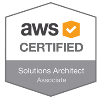 aws
CERTIFIED
Solutions Architect
Associate